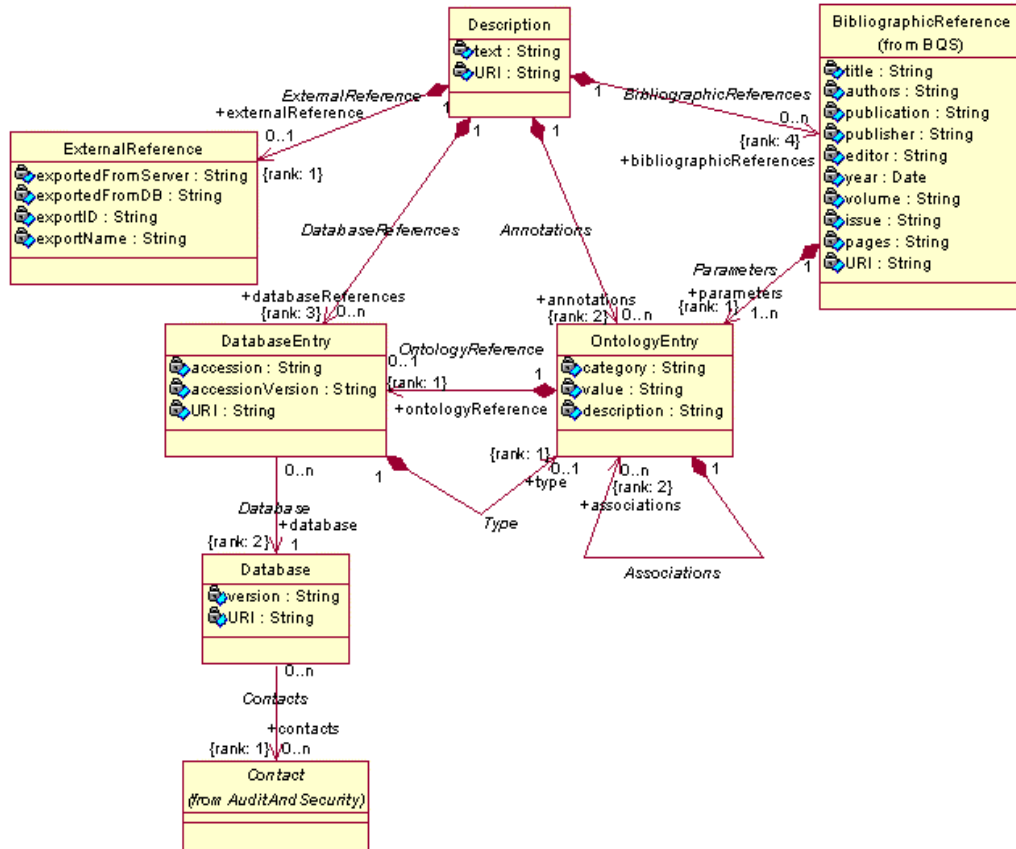 Description
text : String
URI : String
BibliographicReference
(from BQS)
title : String
authors : String
publication : String
publisher : String
editor : String
year : Date
volume : String
issue : String
pages : String
URI : String
ExternalReference
+externalReference
1
0..1
{rank: 1}
1
BibliographicReferences
0..n
{rank: 4}
+bibliographicReferences
1
1
ExternalReference
exportedFromServer : String
exportedFromDB : String
exportID : String
exportName : String
DatabaseReferences
Annotations
1
Parameters
+parameters
{rank: 1}
1..n
+databaseReferences
{rank: 3}
0..n
+annotations
{rank: 2}
0..n
DatabaseEntry
accession : String
accessionVersion : String
URI : String
OntologyReference
0..1
1
{rank: 1}
+ontologyReference
OntologyEntry
category : String
value : String
description : String
0..n
1
{rank: 1}
0..1
+type
Type
0..n
{rank: 2}
+associations
1
Associations
Database
+database
{rank: 2}
1
Database
version : String
URI : String
0..n
Contacts
+contacts
{rank: 1}
0..n
Contact
(from AuditAndSecurity)